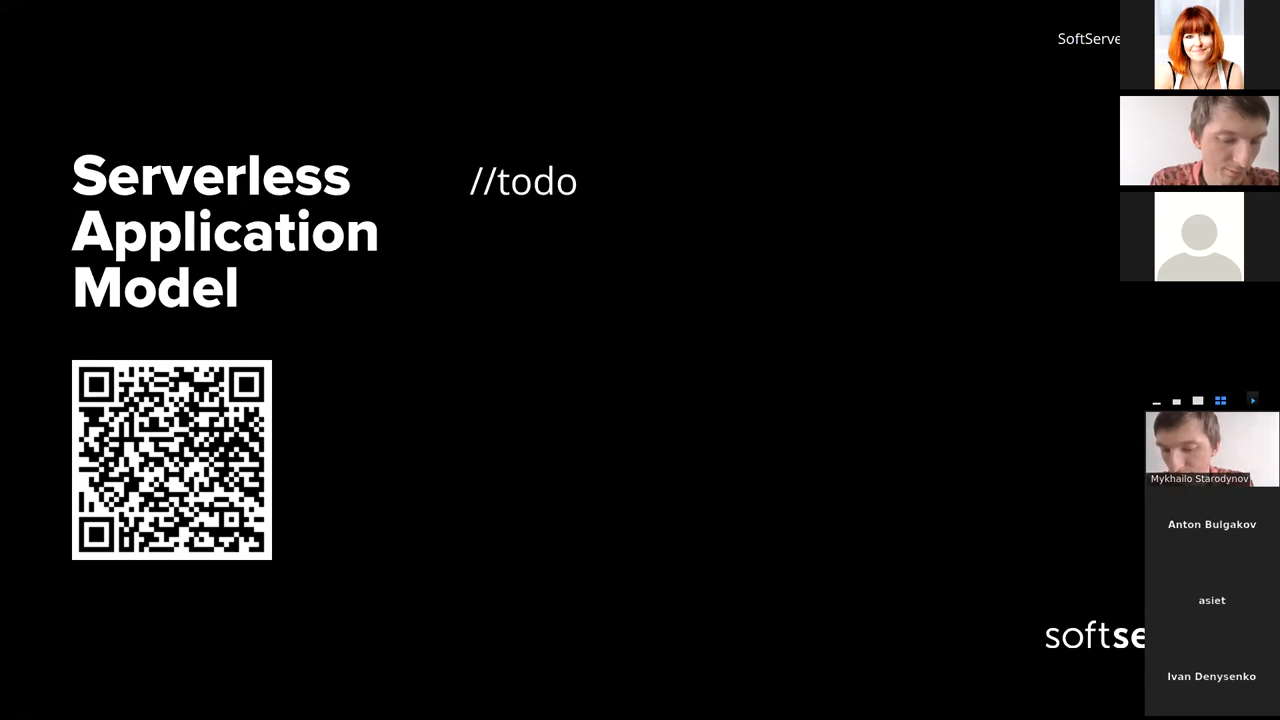 SoftServe
Serverless
Application
Model
//todo
Mykhailo Starodynov
Anton Bulgakov
asiet
Ivan Denysenko
softse